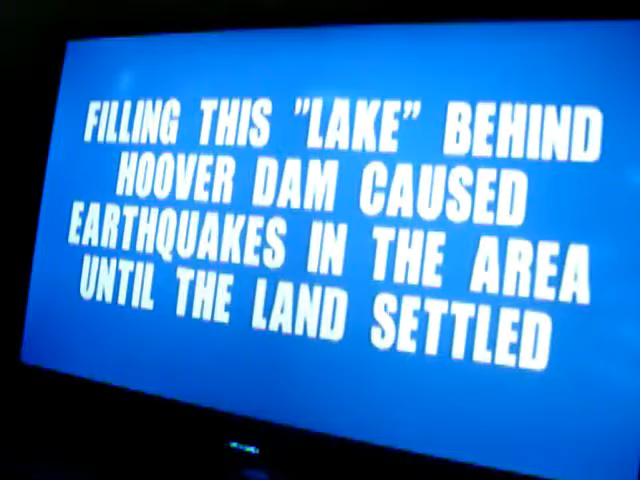 FILLING THIS "LAKE" BEHIND
HOOVER DAM CAUSED
EARTHQUAKES IN THE AREA
UNTIL THE LAND SETTLED